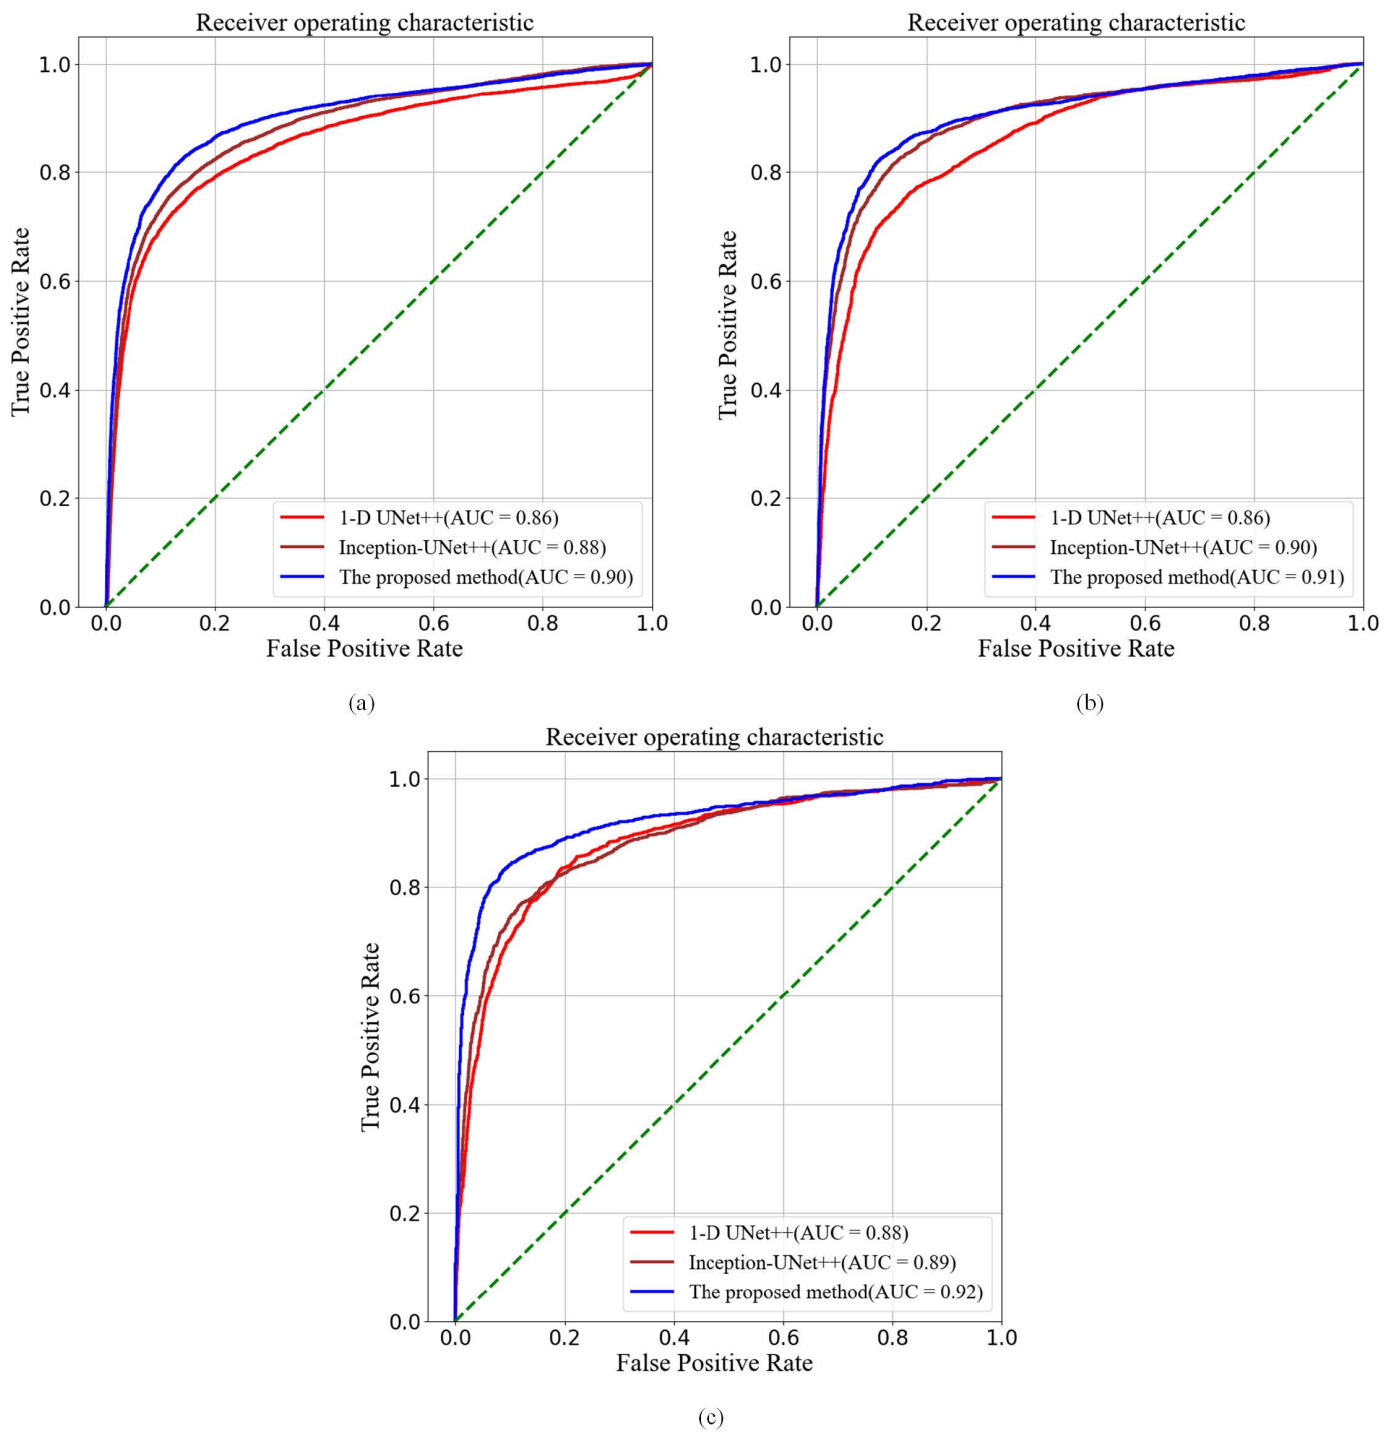 Receiver operating characteristic
1.0
0.8
0.6
0.4
0.2
0.0
True Positive Rate
1-D UNet++(AUC = 0.86)
Inception-UNet++(AUC = 0.88)
The proposed method(AUC = 0.90)
0.0 0.2 0.4 0.6 0.8 1.0
False Positive Rate
(a)
Receiver operating characteristic
1.0
0.8
0.6
0.4
0.2
0.0
True Positive Rate
1-D UNet++(AUC = 0.86)
Inception-UNet++(AUC = 0.90)
The proposed method(AUC = 0.91)
0.0 0.2 0.4 0.6 0.8 1.0
False Positive Rate
(b)
Receiver operating characteristic
1.0
0.8
0.6
0.4
0.2
0.0
True Positive Rate
1-D UNet++(AUC = 0.88)
Inception-UNet++(AUC = 0.89)
The proposed method(AUC = 0.92)
0.0 0.2 0.4 0.6 0.8 1.0
False Positive Rate
(c)